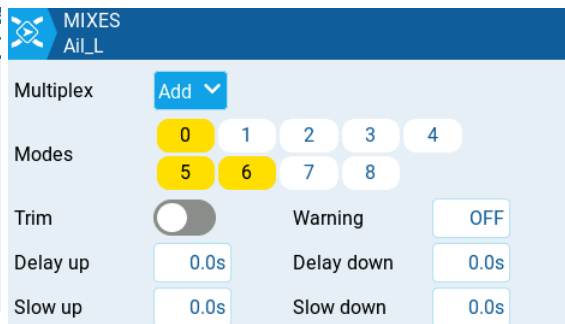 MIXES
Ail_L
Multiplex Add
Modes 0 1 2 3 4
5 6 7 8
Trim Warning OFF
Delay up 0.0s Delay down 0.0s
Slow up 0.0s Slow down 0.0s